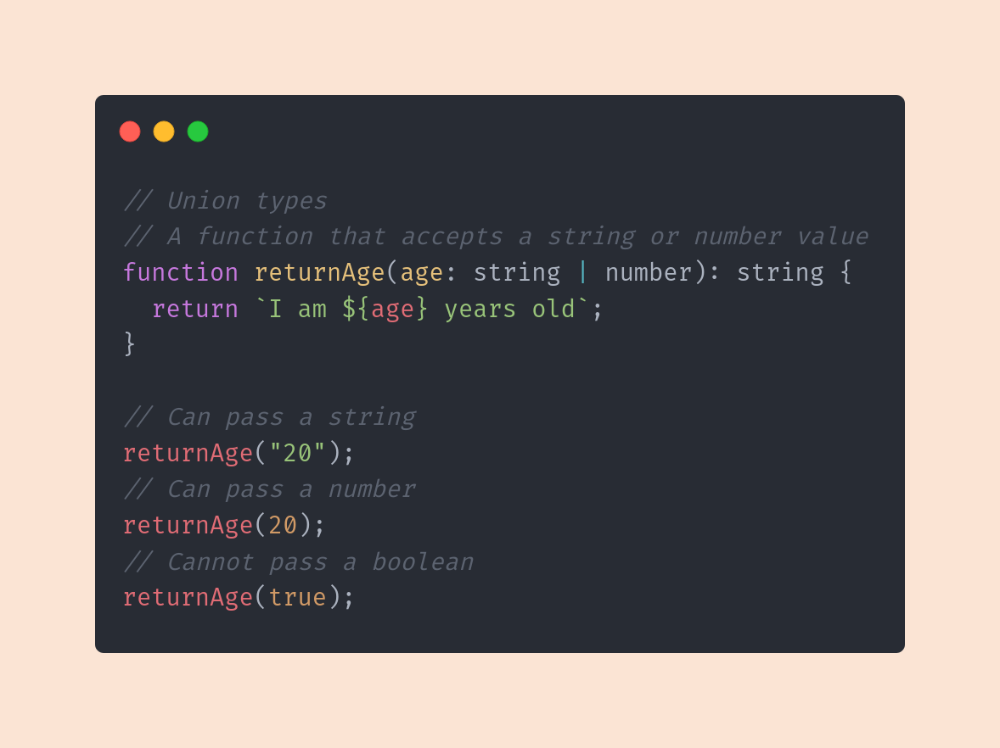 // Union types
// A function that accepts a string or number value
function returnAge(age: string | number): string {
  return `I am ${age} years old`;
}
// Can pass a string
returnAge("20");
// Can pass a number
returnAge(20);
// Cannot pass a boolean
returnAge(true);